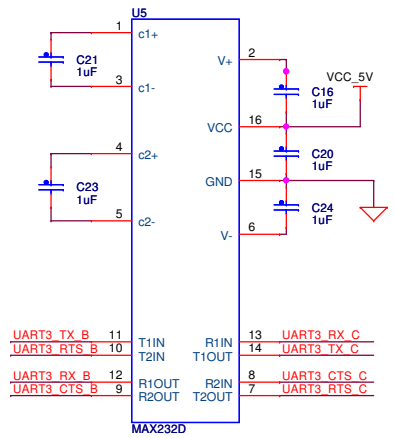 U5
1 c1+
C21
1uF
3 c1-
V+ 2
C16
1uF
VCC_5V
VCC 16
4 c2+
C23
1uF
5 c2-
C20
1uF
GND 15
C24
1uF
V- 6
UART3_TX_B 11 T1IN
UART3_RTS_B 10 T2IN
UART3_RX_B 12 R1OUT
UART3_CTS_B 9 R2OUT
R1IN 13 UART3_RX_C
T1OUT 14 UART3_TX_C
R2IN 8 UART3_CTS_C
T2OUT 7 UART3_RTS_C
MAX232D